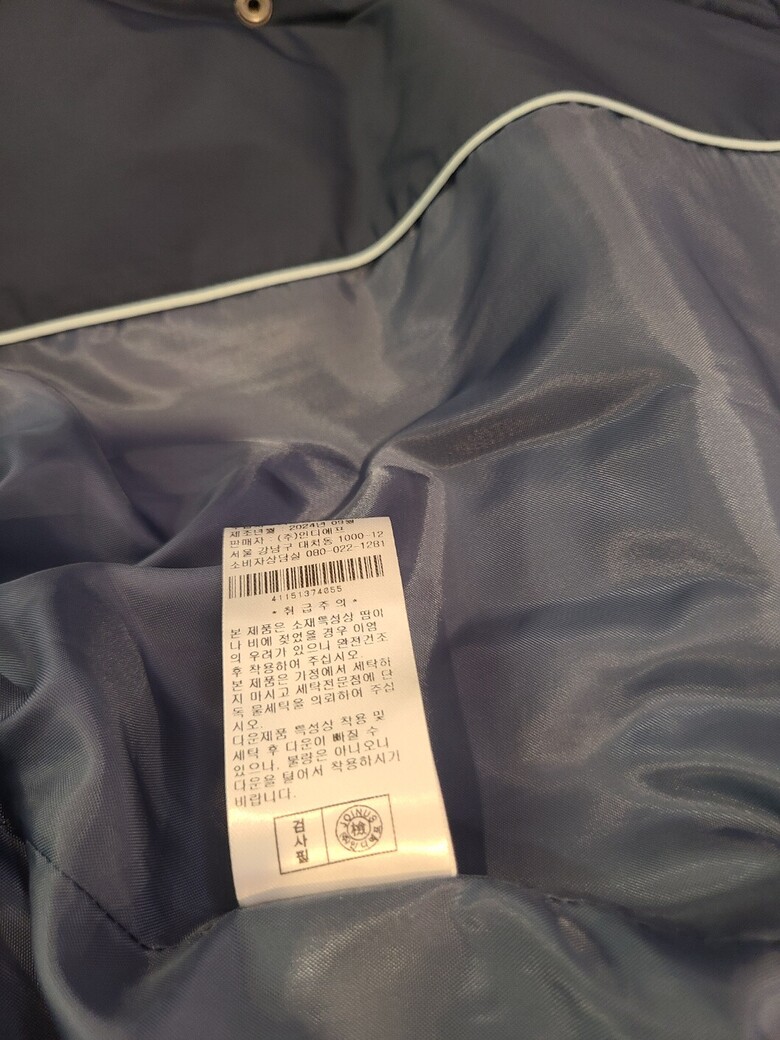 제조년월 : 2024년 09월
판매자 : (주)인디에프
서울 강남구 대치동 1000-12
소비자상담실 080-022-1281
41151374055
* 취 급 주 의 *
본 제품은 소재특성상 땀이
나 비에 젖었을 경우 이염
의 우려가 있으니 완전건조
후 착용하여 주십시오.
본 제품은 가정에서 세탁하
지 마시고 세탁전문점에 단
독 물세탁을 의뢰하여 주십
시오.
다운제품 특성상 착용 및
세탁 후 다운이 빠질 수
있으나, 불량은 아니오니
다운을 털어서 착용하시기
바랍니다.
검사필
JOINUS
檢